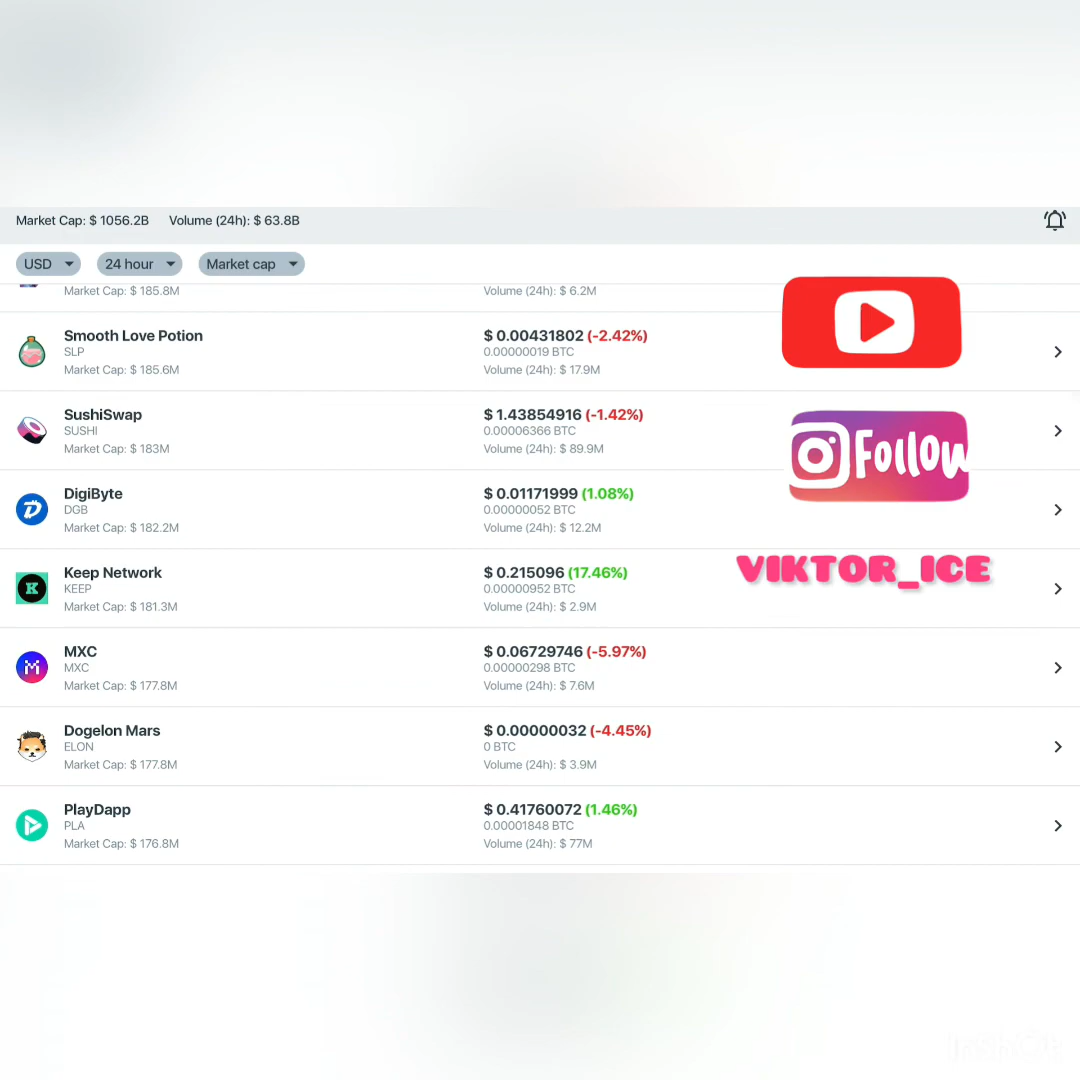 Market Cap: $ 1056.2B Volume (24h): $ 63.8B
USD 24 hour Market cap
Market Cap: $ 185.8M Volume (24h): $ 6.2M
Smooth Love Potion $ 0.00431802 (-2.42%)
SLP 0.00000019 BTC
Market Cap: $ 185.6M Volume (24h): $ 17.9M
SushiSwap $ 1.43854916 (-1.42%)
SUSHI 0.00006366 BTC
Market Cap: $ 183M Volume (24h): $ 89.9M
Follow
DigiByte $ 0.01171999 (1.08%)
DGB 0.00000052 BTC
Market Cap: $ 182.2M Volume (24h): $ 12.2M
Keep Network $ 0.215096 (17.46%)
VIKTOR_ICE
K
KEEP 0.00000952 BTC
Market Cap: $ 181.3M Volume (24h): $ 2.9M
MXC $ 0.06729746 (-5.97%)
MXC 0.00000298 BTC
Market Cap: $ 177.8M Volume (24h): $ 7.6M
Dogelon Mars $ 0.00000032 (-4.45%)
ELON 0 BTC
Market Cap: $ 177.8M Volume (24h): $ 3.9M
PlayDapp $ 0.41760072 (1.46%)
PLA 0.00001848 BTC
Market Cap: $ 176.8M Volume (24h): $ 77M